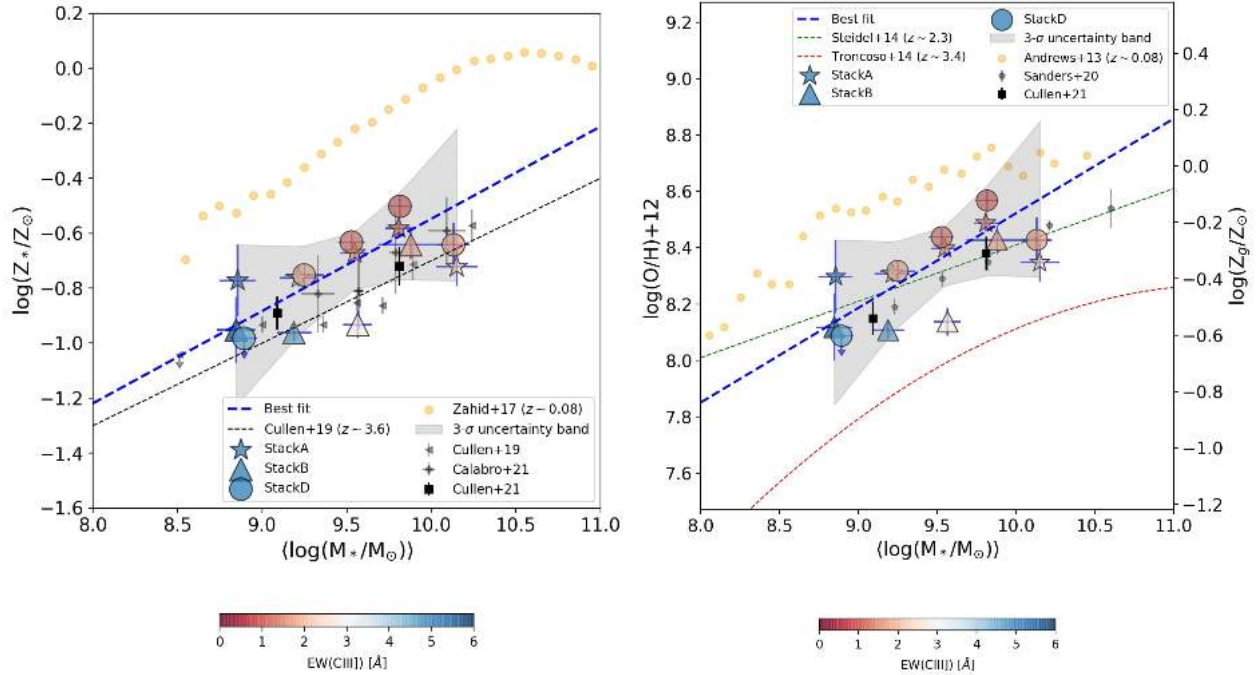 0.2
0.0
−0.2
−0.4
−0.6
−0.8
−1.0
−1.2
−1.4
−1.6
log(Z*/Z⊙)
Best fit
Cullen+19 (z ~ 3.6)
StackA
StackB
StackD
Zahid+17 (z ~ 0.08)
3-σ uncertainty band
Cullen+19
Calabro+21
Cullen+21
8.0 8.5 9.0 9.5 10.0 10.5 11.0
⟨log(M*/M⊙)⟩
0 1 2 3 4 5 6
EW(CIII]) [Å]
9.2
9.0
8.8
8.6
8.4
8.2
8.0
7.8
7.6
log(O/H)+12
Best fit
Steidel+14 (z ~ 2.3)
Troncoso+14 (z ~ 3.4)
StackA
StackB
StackD
3-σ uncertainty band
Andrews+13 (z ~ 0.08)
Sanders+20
Cullen+21
0.4
0.2
0.0
−0.2
−0.4
−0.6
−0.8
−1.0
−1.2
log(Zg/Z⊙)
8.0 8.5 9.0 9.5 10.0 10.5 11.0
⟨log(M*/M⊙)⟩
0 1 2 3 4 5 6
EW(CIII]) [Å]